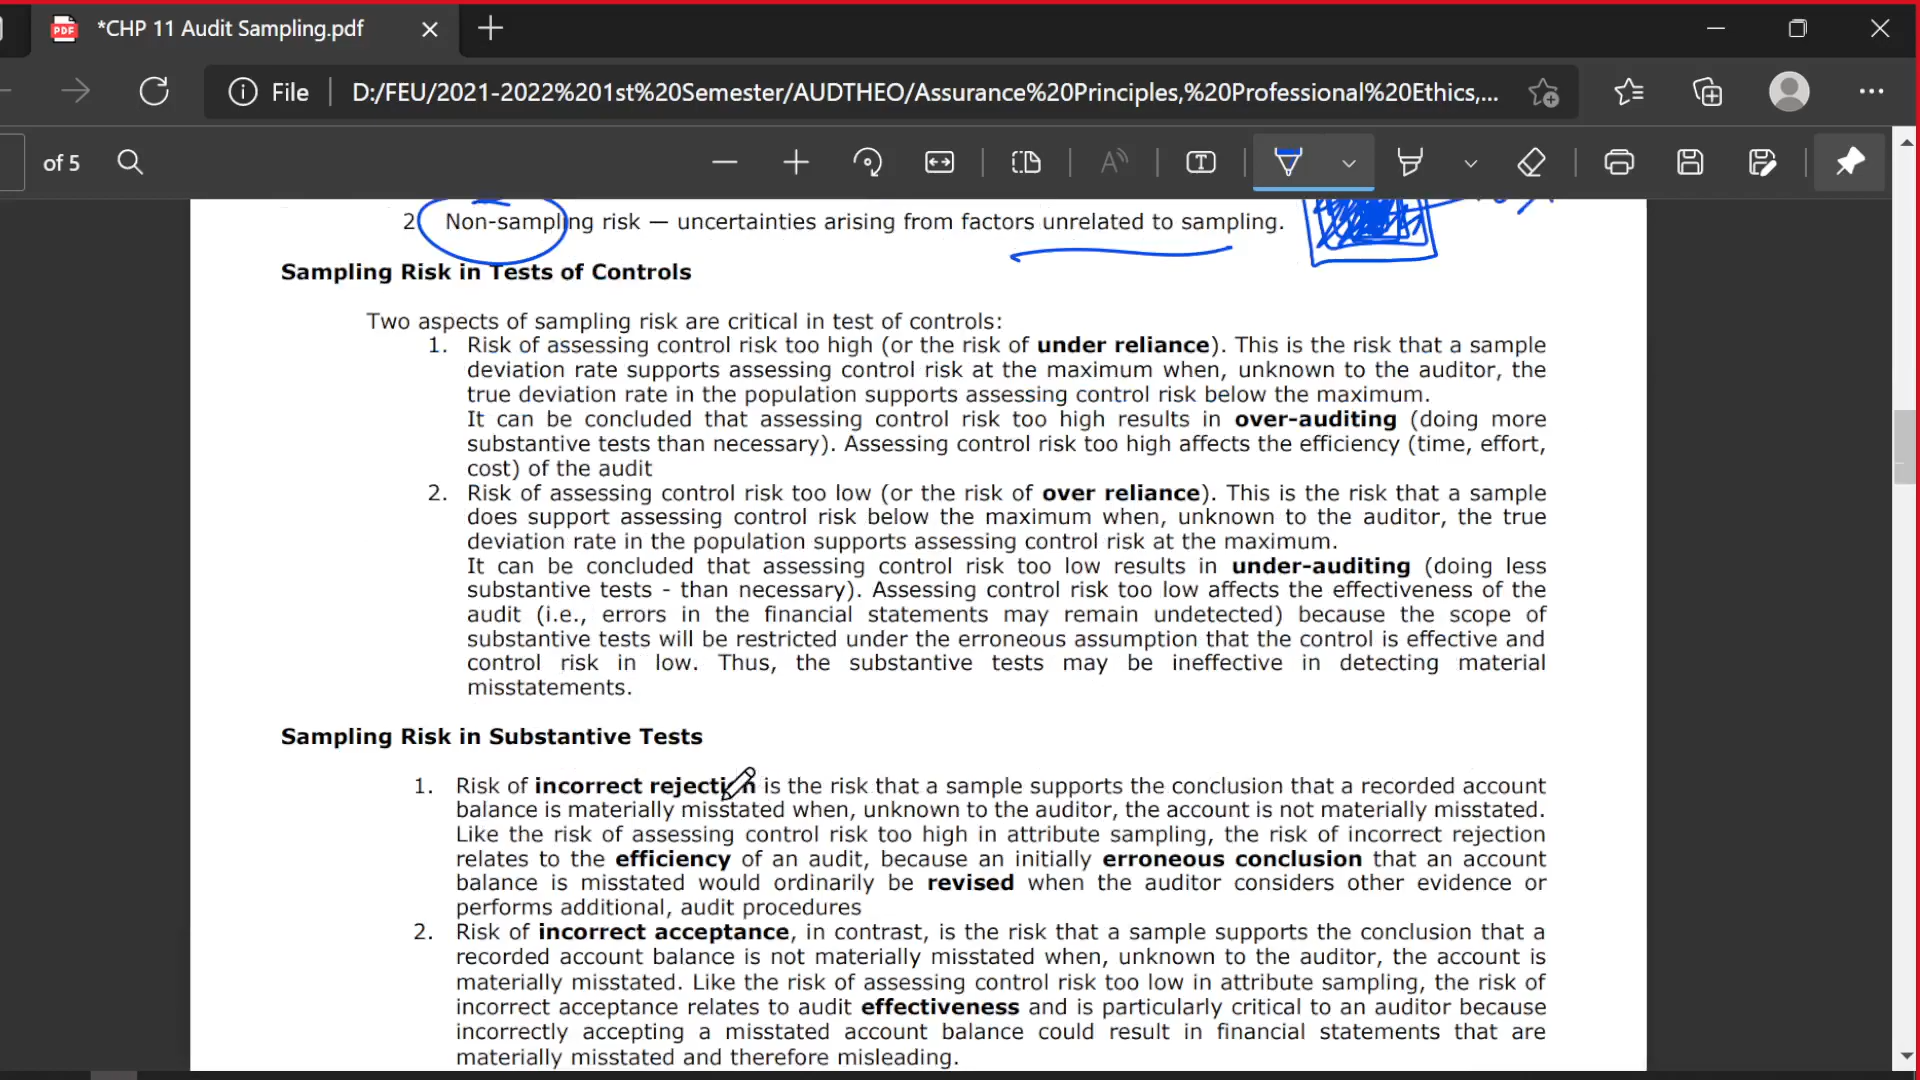 *CHP 11 Audit Sampling.pdf
File
D:/FEU/2021-2022%201st%20Semester/AUDTHEO/Assurance%20Principles,%20Professional%20Ethics,...
of 5
2 Non-sampling risk — uncertainties arising from factors unrelated to sampling.
Sampling Risk in Tests of Controls
Two aspects of sampling risk are critical in test of controls:
1. Risk of assessing control risk too high (or the risk of under reliance). This is the risk that a sample
deviation rate supports assessing control risk at the maximum when, unknown to the auditor, the
true deviation rate in the population supports assessing control risk below the maximum.
It can be concluded that assessing control risk too high results in over-auditing (doing more
substantive tests than necessary). Assessing control risk too high affects the efficiency (time, effort,
cost) of the audit
2. Risk of assessing control risk too low (or the risk of over reliance). This is the risk that a sample
does support assessing control risk below the maximum when, unknown to the auditor, the true
deviation rate in the population supports assessing control risk at the maximum.
It can be concluded that assessing control risk too low results in under-auditing (doing less
substantive tests - than necessary). Assessing control risk too low affects the effectiveness of the
audit (i.e., errors in the financial statements may remain undetected) because the scope of
substantive tests will be restricted under the erroneous assumption that the control is effective and
control risk in low. Thus, the substantive tests may be ineffective in detecting material
misstatements.
Sampling Risk in Substantive Tests
1. Risk of incorrect rejection is the risk that a sample supports the conclusion that a recorded account
balance is materially misstated when, unknown to the auditor, the account is not materially misstated.
Like the risk of assessing control risk too high in attribute sampling, the risk of incorrect rejection
relates to the efficiency of an audit, because an initially erroneous conclusion that an account
balance is misstated would ordinarily be revised when the auditor considers other evidence or
performs additional, audit procedures
2. Risk of incorrect acceptance, in contrast, is the risk that a sample supports the conclusion that a
recorded account balance is not materially misstated when, unknown to the auditor, the account is
materially misstated. Like the risk of assessing control risk too low in attribute sampling, the risk of
incorrect acceptance relates to audit effectiveness and is particularly critical to an auditor because
incorrectly accepting a misstated account balance could result in financial statements that are
materially misstated and therefore misleading.